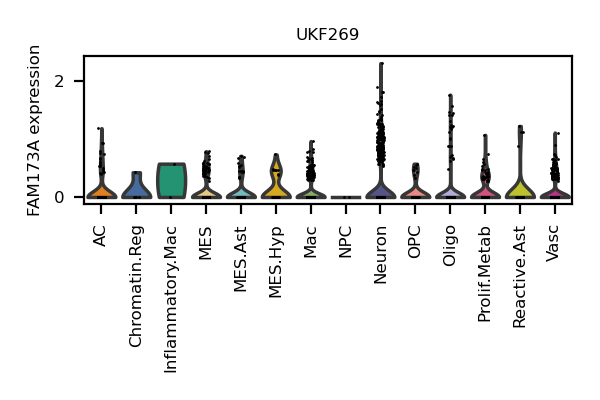 UKF269
FAM173A expression
2
0
AC
Chromatin.Reg
Inflammatory.Mac
MES
MES.Ast
MES.Hyp
Mac
NPC
Neuron
OPC
Oligo
Prolif.Metab
Reactive.Ast
Vasc